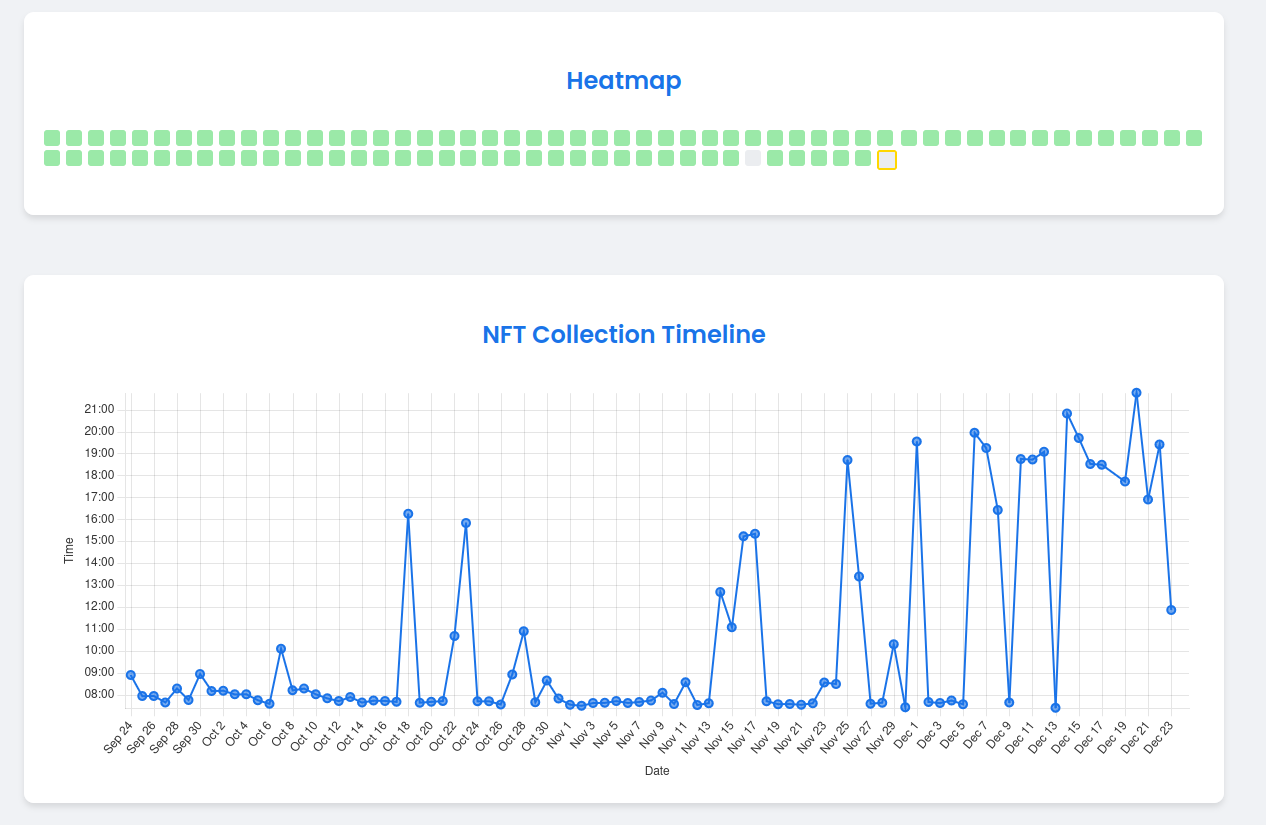 Heatmap
NFT Collection Timeline
21:00
20:00
19:00
18:00
17:00
16:00
15:00
14:00
13:00
12:00
11:00
10:00
09:00
08:00
Time
Sep 24
Sep 26
Sep 28
Sep 30
Oct 2
Oct 4
Oct 6
Oct 8
Oct 10
Oct 12
Oct 14
Oct 16
Oct 18
Oct 20
Oct 22
Oct 24
Oct 26
Oct 28
Oct 30
Nov 1
Nov 3
Nov 5
Nov 7
Nov 9
Nov 11
Nov 13
Nov 15
Nov 17
Nov 19
Nov 21
Nov 23
Nov 25
Nov 27
Nov 29
Dec 1
Dec 3
Dec 5
Dec 7
Dec 9
Dec 11
Dec 13
Dec 15
Dec 17
Dec 19
Dec 21
Dec 23
Date